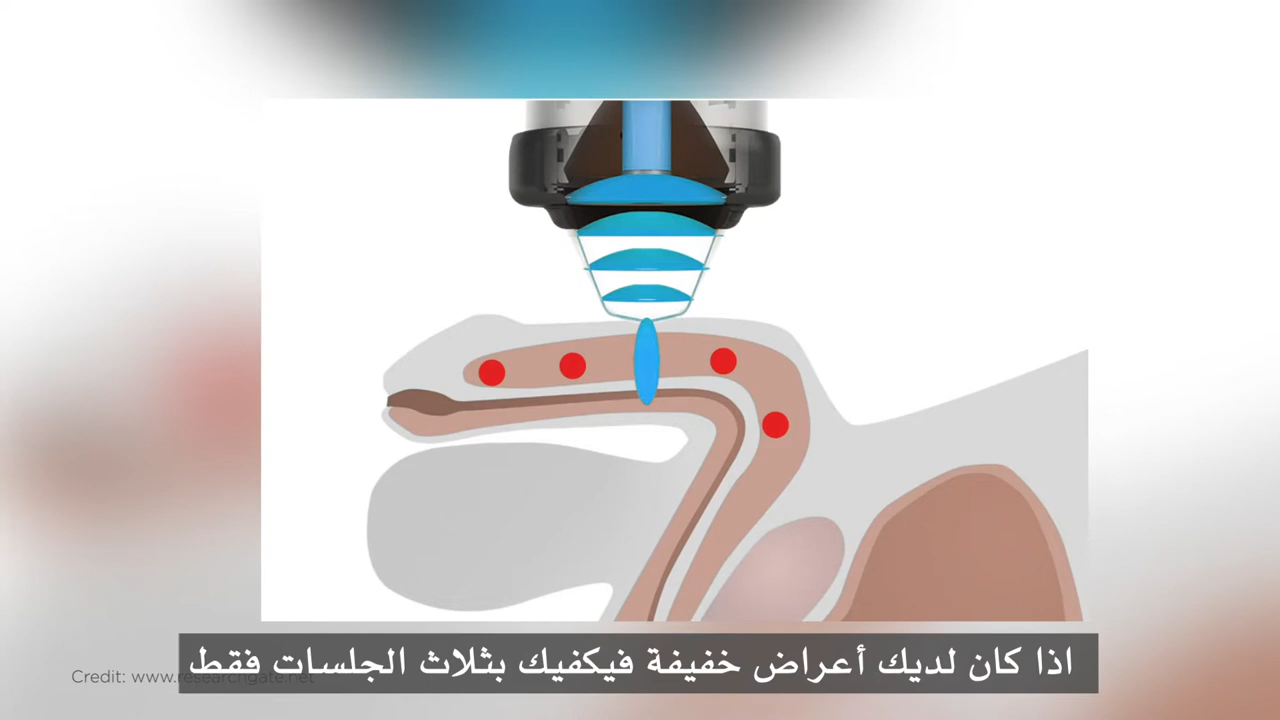 اذا كان لديك أعراض خفيفة فيكفيك بثلاث الجلسات فقط
Credit: www.researchgate.net